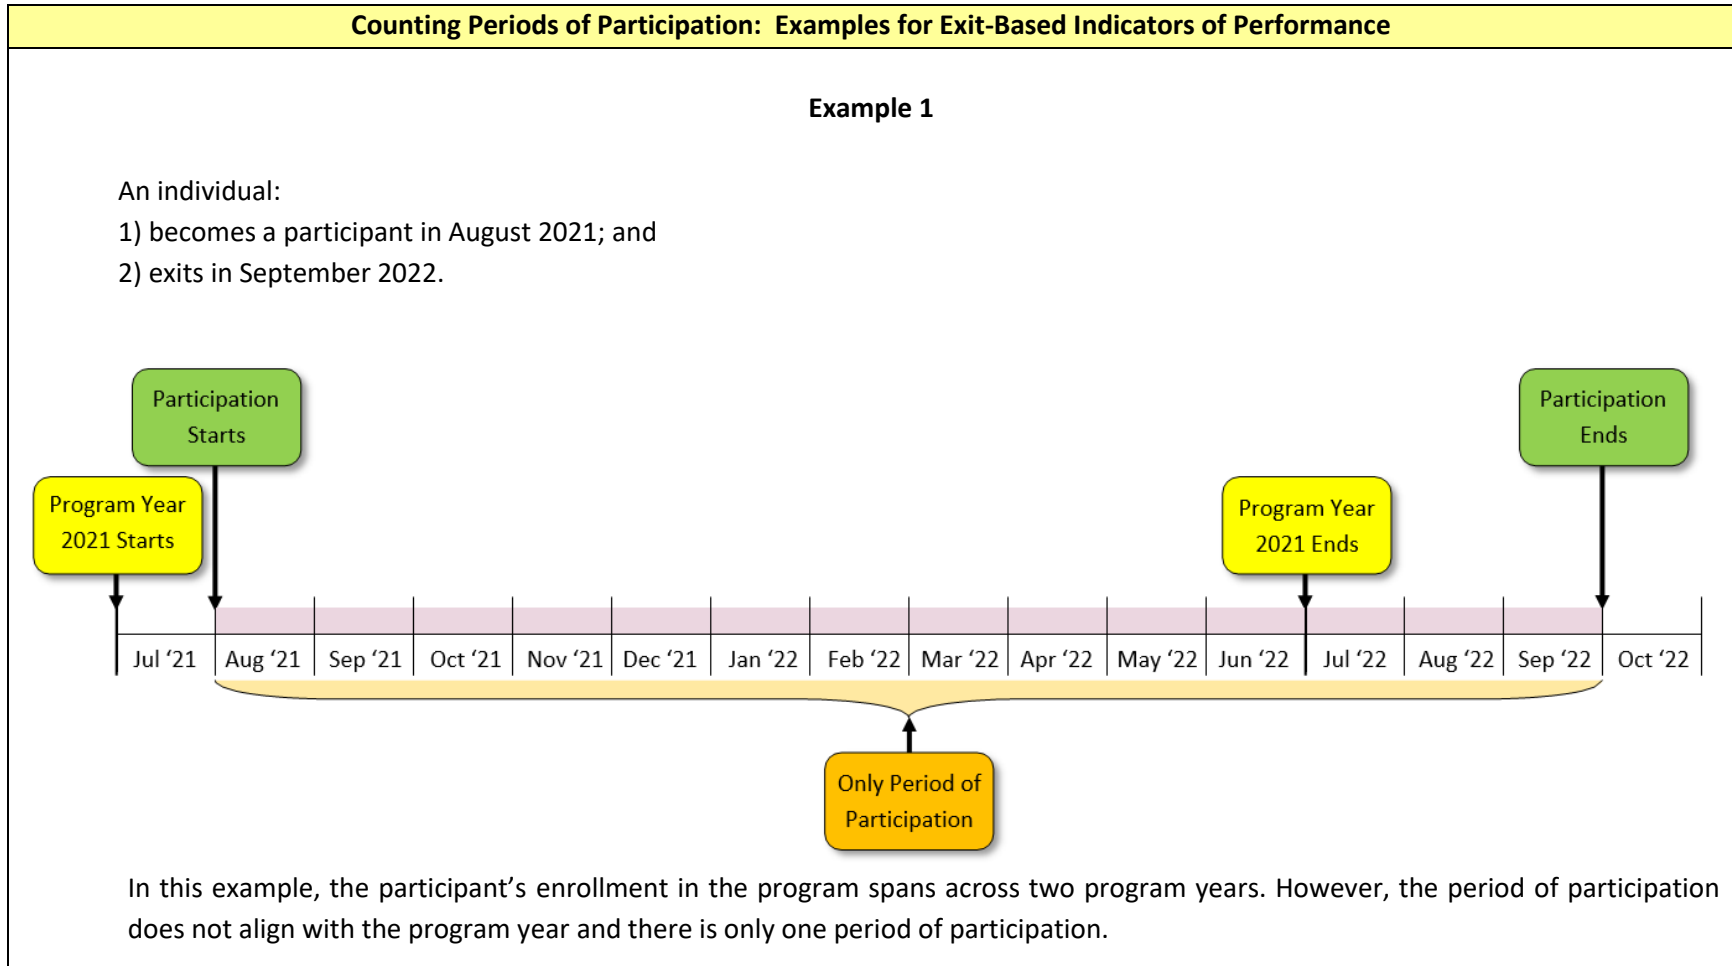 Counting Periods of Participation:  Examples for Exit-Based Indicators of Performance
Example 1
An individual:
1) becomes a participant in August 2021; and
2) exits in September 2022.
Participation
Starts
Participation
Ends
Program Year
2021 Starts
Program Year
2021 Ends
Jul ‘21 Aug ‘21 Sep ‘21 Oct ‘21 Nov ‘21 Dec ‘21 Jan ‘22 Feb ‘22 Mar ‘22 Apr ‘22 May ‘22 Jun ‘22 Jul ‘22 Aug ‘22 Sep ‘22 Oct ‘22
Only Period of
Participation
In this example, the participant’s enrollment in the program spans across two program years. However, the period of participation
does not align with the program year and there is only one period of participation.